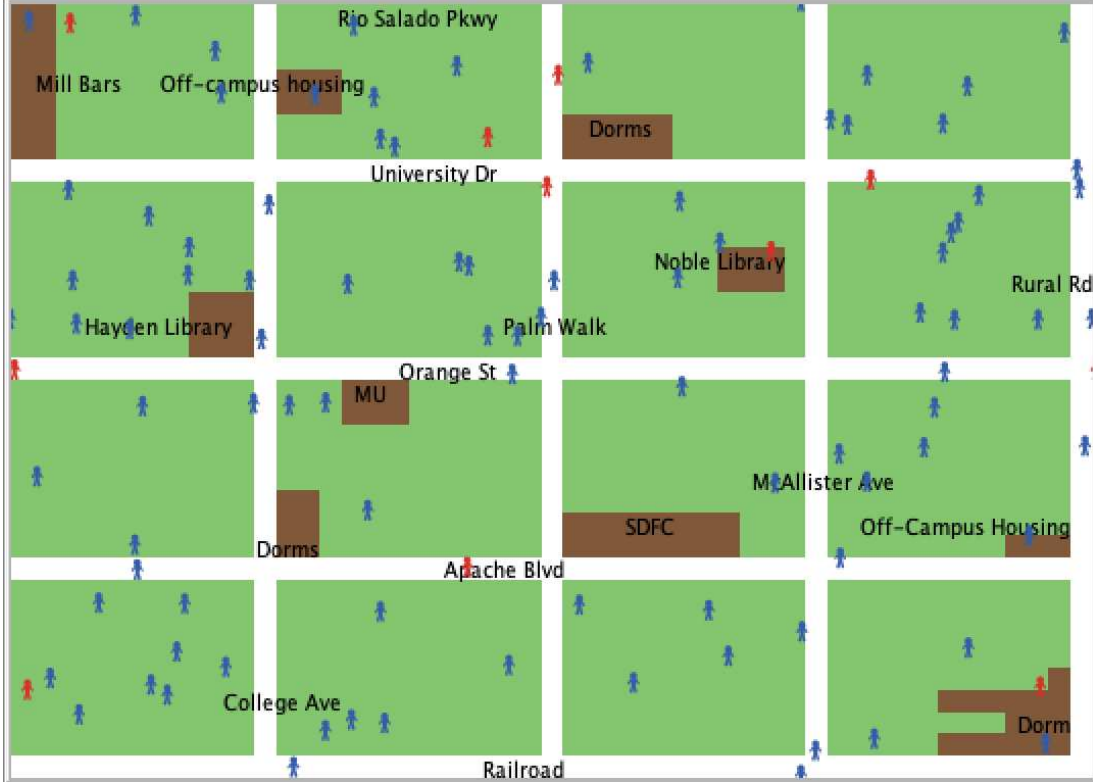 Rio Salado Pkwy
Mill Bars
Off-campus housing
Dorms
University Dr
Noble Library
Rural Rd
Hayden Library
Palm Walk
Orange St
MU
McAllister Ave
SDFC
Off-Campus Housing
Dorms
Apache Blvd
College Ave
Dorm
Railroad